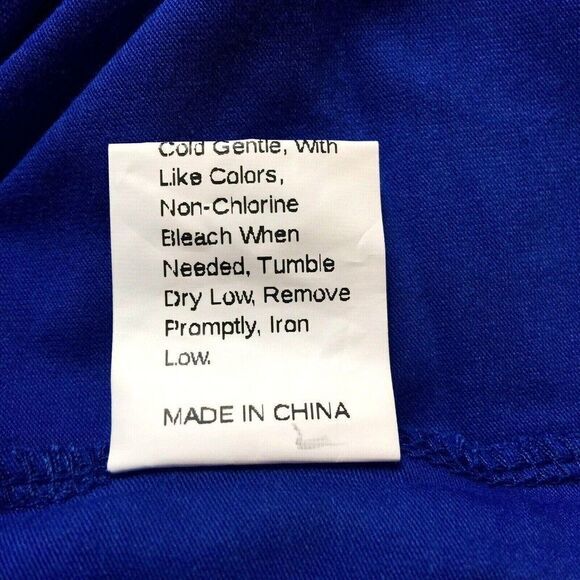 Cold Gentle, With
Like Colors,
Non-Chlorine
Bleach When
Needed, Tumble
Dry Low, Remove
Promptly, Iron
Low.
MADE IN CHINA